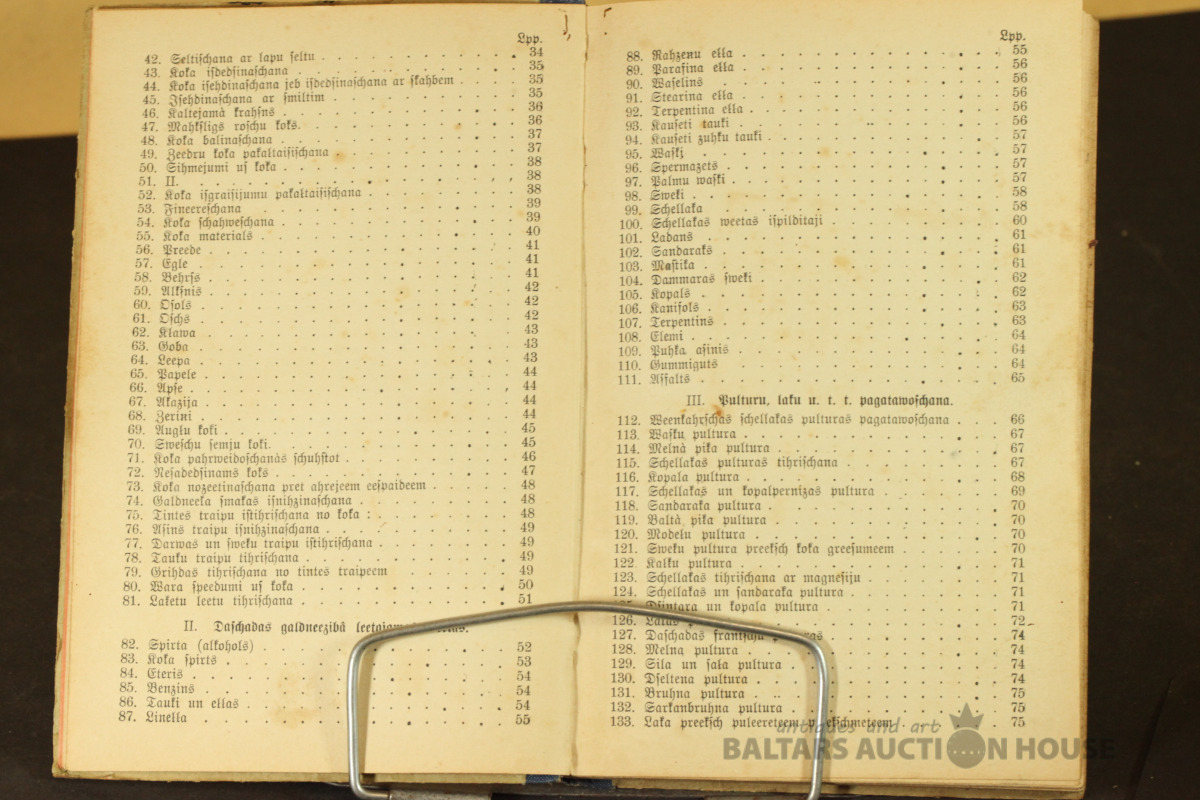 Lpp.
42. Seltiſchana ar lapu ſeltu . . . 34
43. Koka iſdedſinaſchana . . . 35
44. Koka iſehdinaſchana jeb iſdedſinaſchana ar ſkahbem . . . 35
45. Iſehdinaſchana ar ſmiltim . . . 35
46. Kaltejamà krahſns . . . 36
47. Mahkſligs roſchu koks. . . . 36
48. Koka balinaſchana . . . 37
49. Zeedru koka pakaltaiſiſchana . . . 37
50. Sihmejumi uſ koka . . . 38
51. II. . . . 38
52. Koka iſgraiſijumu pakaltaiſiſchana . . . 38
53. Fineereſchana . . . 39
54. Koka ſchahweſchana . . . 39
55. Koka materials . . . 40
56. Preede . . . 41
57. Egle . . . 41
58. Behrſs . . . 41
59. Alkſnis . . . 42
60. Oſols . . . 42
61. Oſchs . . . 42
62. Kļawa . . . 43
63. Goba . . . 43
64. Leepa . . . 43
65. Papele . . . 44
66. Apſe . . . 44
67. Akazija . . . 44
68. Zeriņi . . . 44
69. Augļu koki . . . 45
70. Sweſchu ſemju koki. . . . 45
71. Koka pahrweidoſchanàs ſchuhſtot . . . 46
72. Neſadedſinams koks . . . 47
73. Koka nozeetinaſchana pret ahrejeem eeſpaideem . . . 48
74. Galdneeka ſmakas iſnihzinaſchana . . . 48
75. Tintes traipu iſtihriſchana no koka : . . . 48
76. Aſins traipu iſnihzinaſchana . . . 49
77. Darwas un ſweķu traipu iſtihriſchana . . . 49
78. Tauku traipu tihriſchana . . . 49
79. Grihdas tihriſchana no tintes traipeem 49
80. Wara ſpeedumi uſ koka . . . 50
81. Laketu leetu tihriſchana . . . 51
II. Daſchadas galdneezibâ
82. Spirta (alkohols) . . . 52
83. Koka ſpirts . . . 53
84. Eteris . . . 54
85. Benzins . . . 54
86. Tauki un eļļas . . . 54
87. Lineļļa . . . 55
Lpp.
88. Rahzenu eļļa . . . 55
89. Parafina eļļa . . . 56
90. Waſelins . . . 56
91. Stearina eļļa . . . 56
92. Terpentina eļļa . . . 56
93. Kauſeti tauki . . . 56
94. Kauſeti zuhku tauki . . . 57
95. Waſkj . . . 57
96. Spermazets . . . 57
97. Palmu waſki . . . 57
98. Sweķi . . . 58
99. Schellaka . . . 58
100. Schellakas weetas iſpilditaji . . . 60
101. Ladans . . . 61
102. Sandaraks . . . 61
103. Maſtika . . . 61
104. Dammaras ſweķi . . . 62
105. Kopals . . . 62
106. Kanifols . . . 63
107. Terpentins . . . 63
108. Elemi . . . 64
109. Puhķa aſinis . . . 64
110. Gummiguts . . . 64
111. Aſfalts . . . 65
III. Pulturu, laku u. t. t. pagatawoſchana.
112. Weenkahrſchas ſchellakas pulturas pagatawoſchana . . . 66
113. Waſku pultura . . . 67
114. Melnà piķa pultura . . . 67
115. Schellakas pulturas tihriſchana . . . 67
116. Kopala pultura . . . 68
117. Schellakas un kopalpernizas pultura . . . 69
118. Sandaraka pultura . . . 70
119. Baltà piķa pultura . . . 70
120. Modeļu pultura . . . 70
121. Sweķu pultura preekſch koka greeſumeem . . . 70
122. Kaļķu pultura . . . 71
123. Schellakas tihriſchana ar magneſiju . . . 71
124. Schellakas un ſandaraka pultura . . . 71
Dſintara un kopala pultura . . . 71
126. 72
127. Daſchadas 74
128. Melna pultura . . . 74
129. Sila un ſaļa pultura . . . 74
130. Dſeltena pultura . . . 74
131. Bruhna pultura . . . 75
132. Sarkanbruhna pultura . . . 75
133. Laka preekſch puleereteem . . . 75
antiques and art
BALTARS AUCTION HOUSE